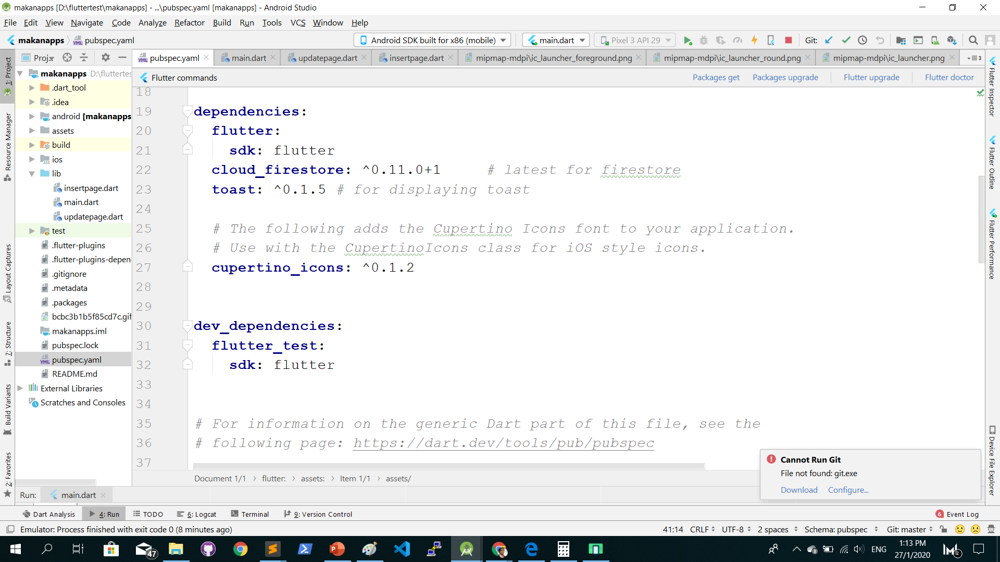 makanapps [D:\fluttertest\makanapps] - ...\pubspec.yaml [makanapps] - Android Studio
File Edit View Navigate Code Analyze Refactor Build Run Tools VCS Window Help
makanapps pubspec.yaml Android SDK built for x86 (mobile) main.dart Pixel 3 API 29 Git:
1: Project
Resource Manager
Layout Captures
7: Structure
Build Variants
2: Favorites
Proj...
makanapps D:\fluttertes
.dart_tool
.idea
android [makanapps
assets
build
ios
lib
insertpage.dart
main.dart
updatepage.dart
test
.flutter-plugins
.flutter-plugins-depen
.gitignore
.metadata
.packages
bcbc3b1b5f85cd7c.gif
makanapps.iml
pubspec.lock
pubspec.yaml
README.md
External Libraries
Scratches and Consoles
pubspec.yaml main.dart updatepage.dart insertpage.dart mipmap-mdpi\ic_launcher_foreground.png mipmap-mdpi\ic_launcher_round.png mipmap-mdpi\ic_launcher.png 3
Flutter commands Packages get Packages upgrade Flutter upgrade Flutter doctor
18
19 dependencies:
20 flutter:
21 sdk: flutter
22 cloud_firestore: ^0.11.0+1 # latest for firestore
23 toast: ^0.1.5 # for displaying toast
24
25 # The following adds the Cupertino Icons font to your application.
26 # Use with the CupertinoIcons class for iOS style icons.
27 cupertino_icons: ^0.1.2
28
29
30 dev_dependencies:
31 flutter_test:
32 sdk: flutter
33
34
35 # For information on the generic Dart part of this file, see the
36 # following page: https://dart.dev/tools/pub/pubspec
37
Document 1/1 › flutter: › assets: › Item 1/1 › assets/
Flutter Inspector
Flutter Outline
Flutter Performance
Device File Explorer
Cannot Run Git
File not found: git.exe
Download Configure...
Run: main.dart
Dart Analysis 4: Run TODO 6: Logcat Terminal 9: Version Control 6 Event Log
Emulator: Process finished with exit code 0 (8 minutes ago) 41:14 CRLF UTF-8 2 spaces Schema: pubspec Git: master
47 ENG 1:13 PM
27/1/2020 2